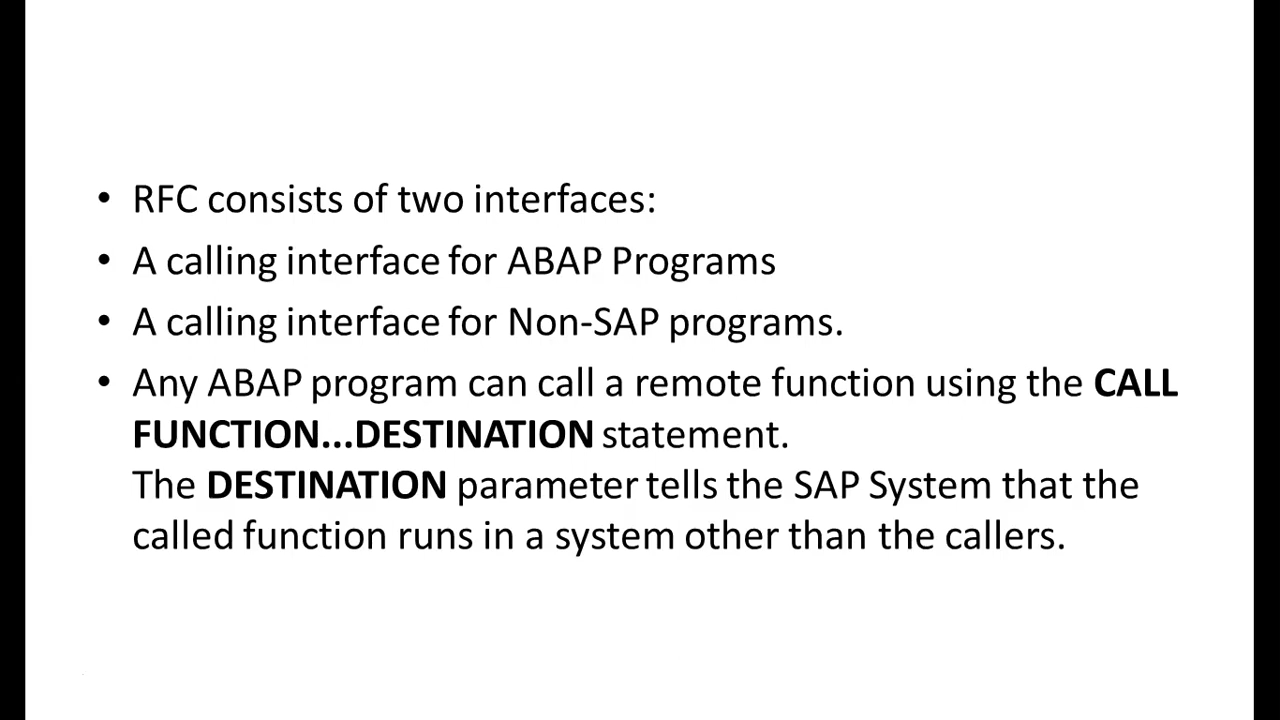 • RFC consists of two interfaces:
• A calling interface for ABAP Programs
• A calling interface for Non-SAP programs.
• Any ABAP program can call a remote function using the CALL
FUNCTION...DESTINATION statement.
The DESTINATION parameter tells the SAP System that the
called function runs in a system other than the callers.